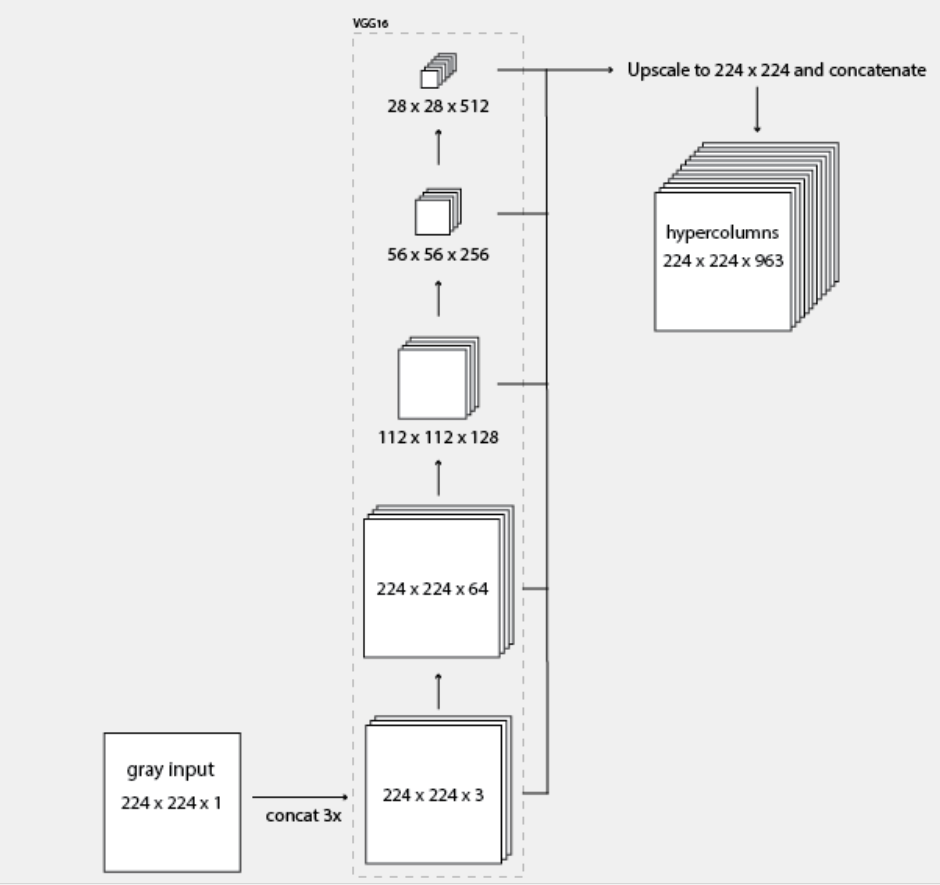 VGG16
28 x 28 x 512
Upscale to 224 x 224 and concatenate
56 x 56 x 256
hypercolumns
224 x 224 x 963
112 x 112 x 128
224 x 224 x 64
gray input
224 x 224 x 1
concat 3x
224 x 224 x 3